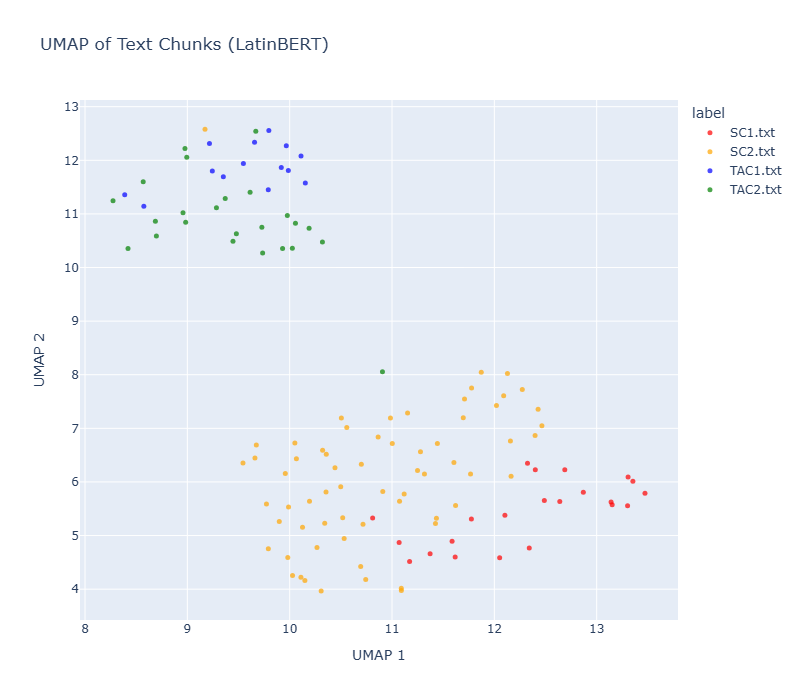 UMAP of Text Chunks (LatinBERT)
label
SC1.txt
SC2.txt
TAC1.txt
TAC2.txt
UMAP 2
13
12
11
10
9
8
7
6
5
4
8 9 10 11 12 13
UMAP 1